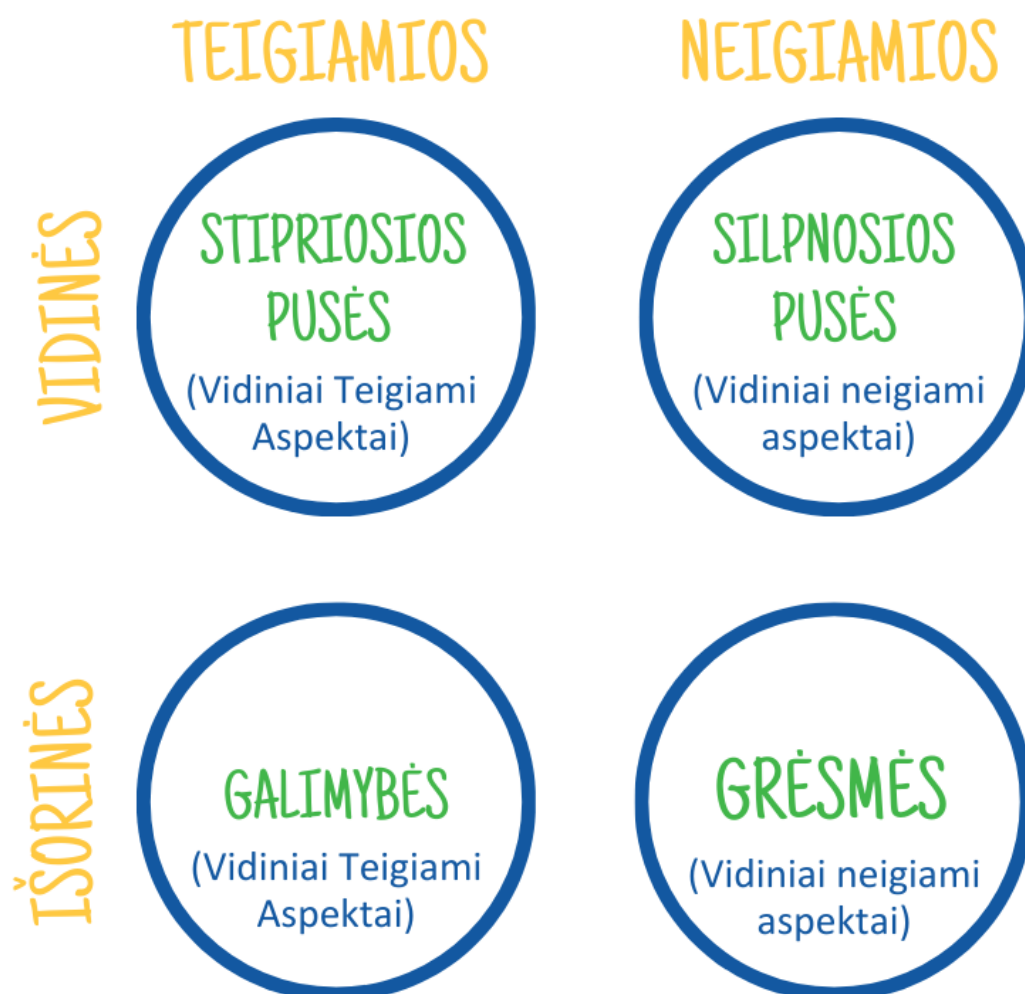 TEIGIAMIOS
NEIGIAMIOS
VIDINĖS
STIPRIOSIOS
PUSĖS
(Vidiniai Teigiami
Aspektai)
SILPNOSIOS
PUSĖS
(Vidiniai neigiami
aspektai)
IŠORINĖS
GALIMYBĖS
(Vidiniai Teigiami
Aspektai)
GRĖSMĖS
(Vidiniai neigiami
aspektai)